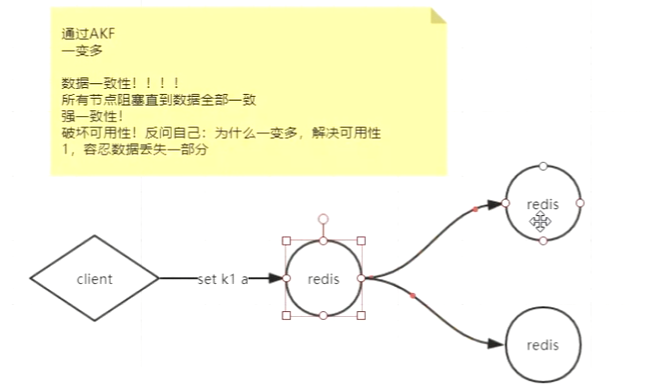 通过AKF
一变多
数据一致性！！！！
所有节点阻塞直到数据全部一致
强一致性！
破坏可用性！反问自己：为什么一变多，解决可用性
1，容忍数据丢失一部分
client
set k1 a
redis
redis
redis